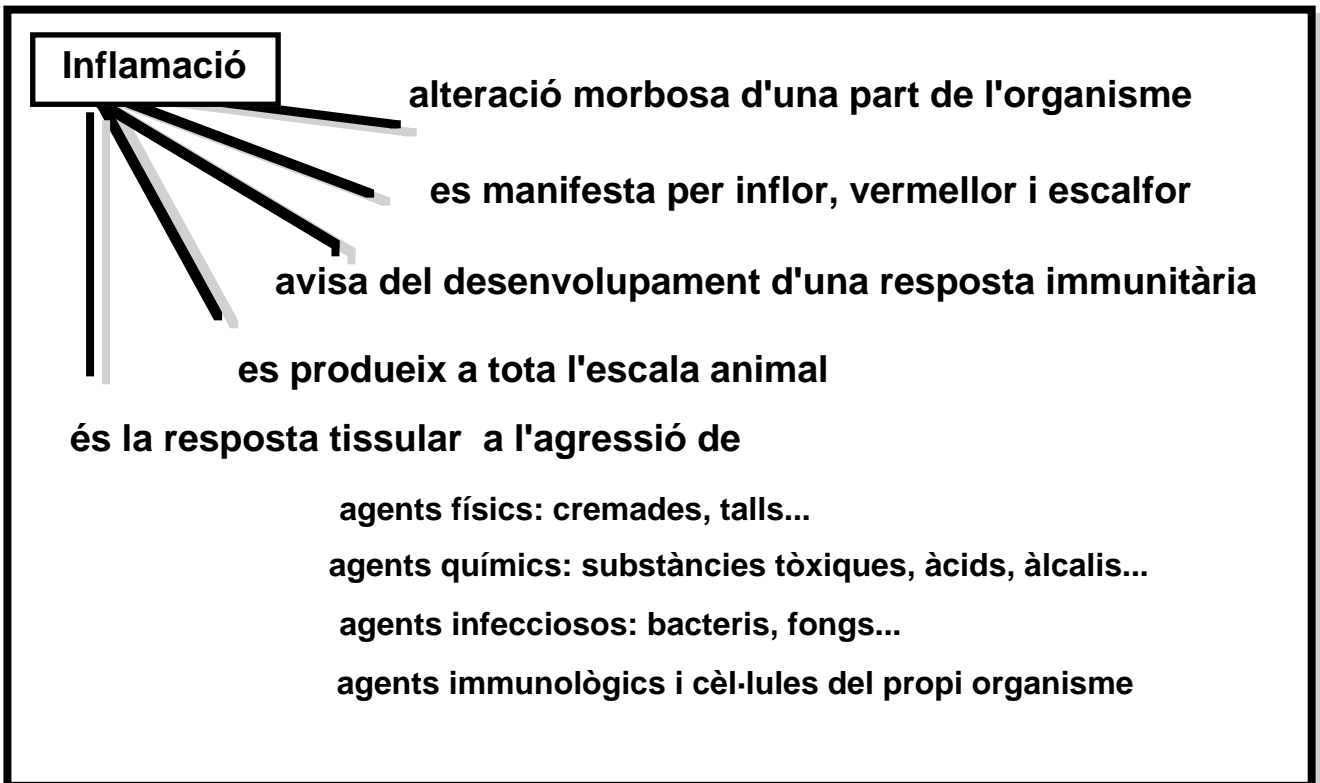 Inflamació
alteració morbosa d'una part de l'organisme
es manifesta per inflor, vermellor i escalfor
avisa del desenvolupament d'una resposta immunitària
es produeix a tota l'escala animal
és la resposta tissular a l'agressió de
agents físics: cremades, talls...
agents químics: substàncies tòxiques, àcids, àlcalis...
agents infecciosos: bacteris, fongs...
agents immunològics i cèl·lules del propi organisme